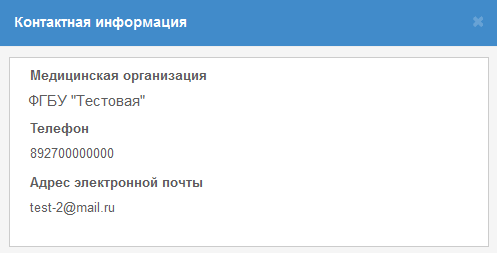 Контактная информация
Медицинская организация
ФГБУ "Тестовая"
Телефон
892700000000
Адрес электронной почты
test-2@mail.ru